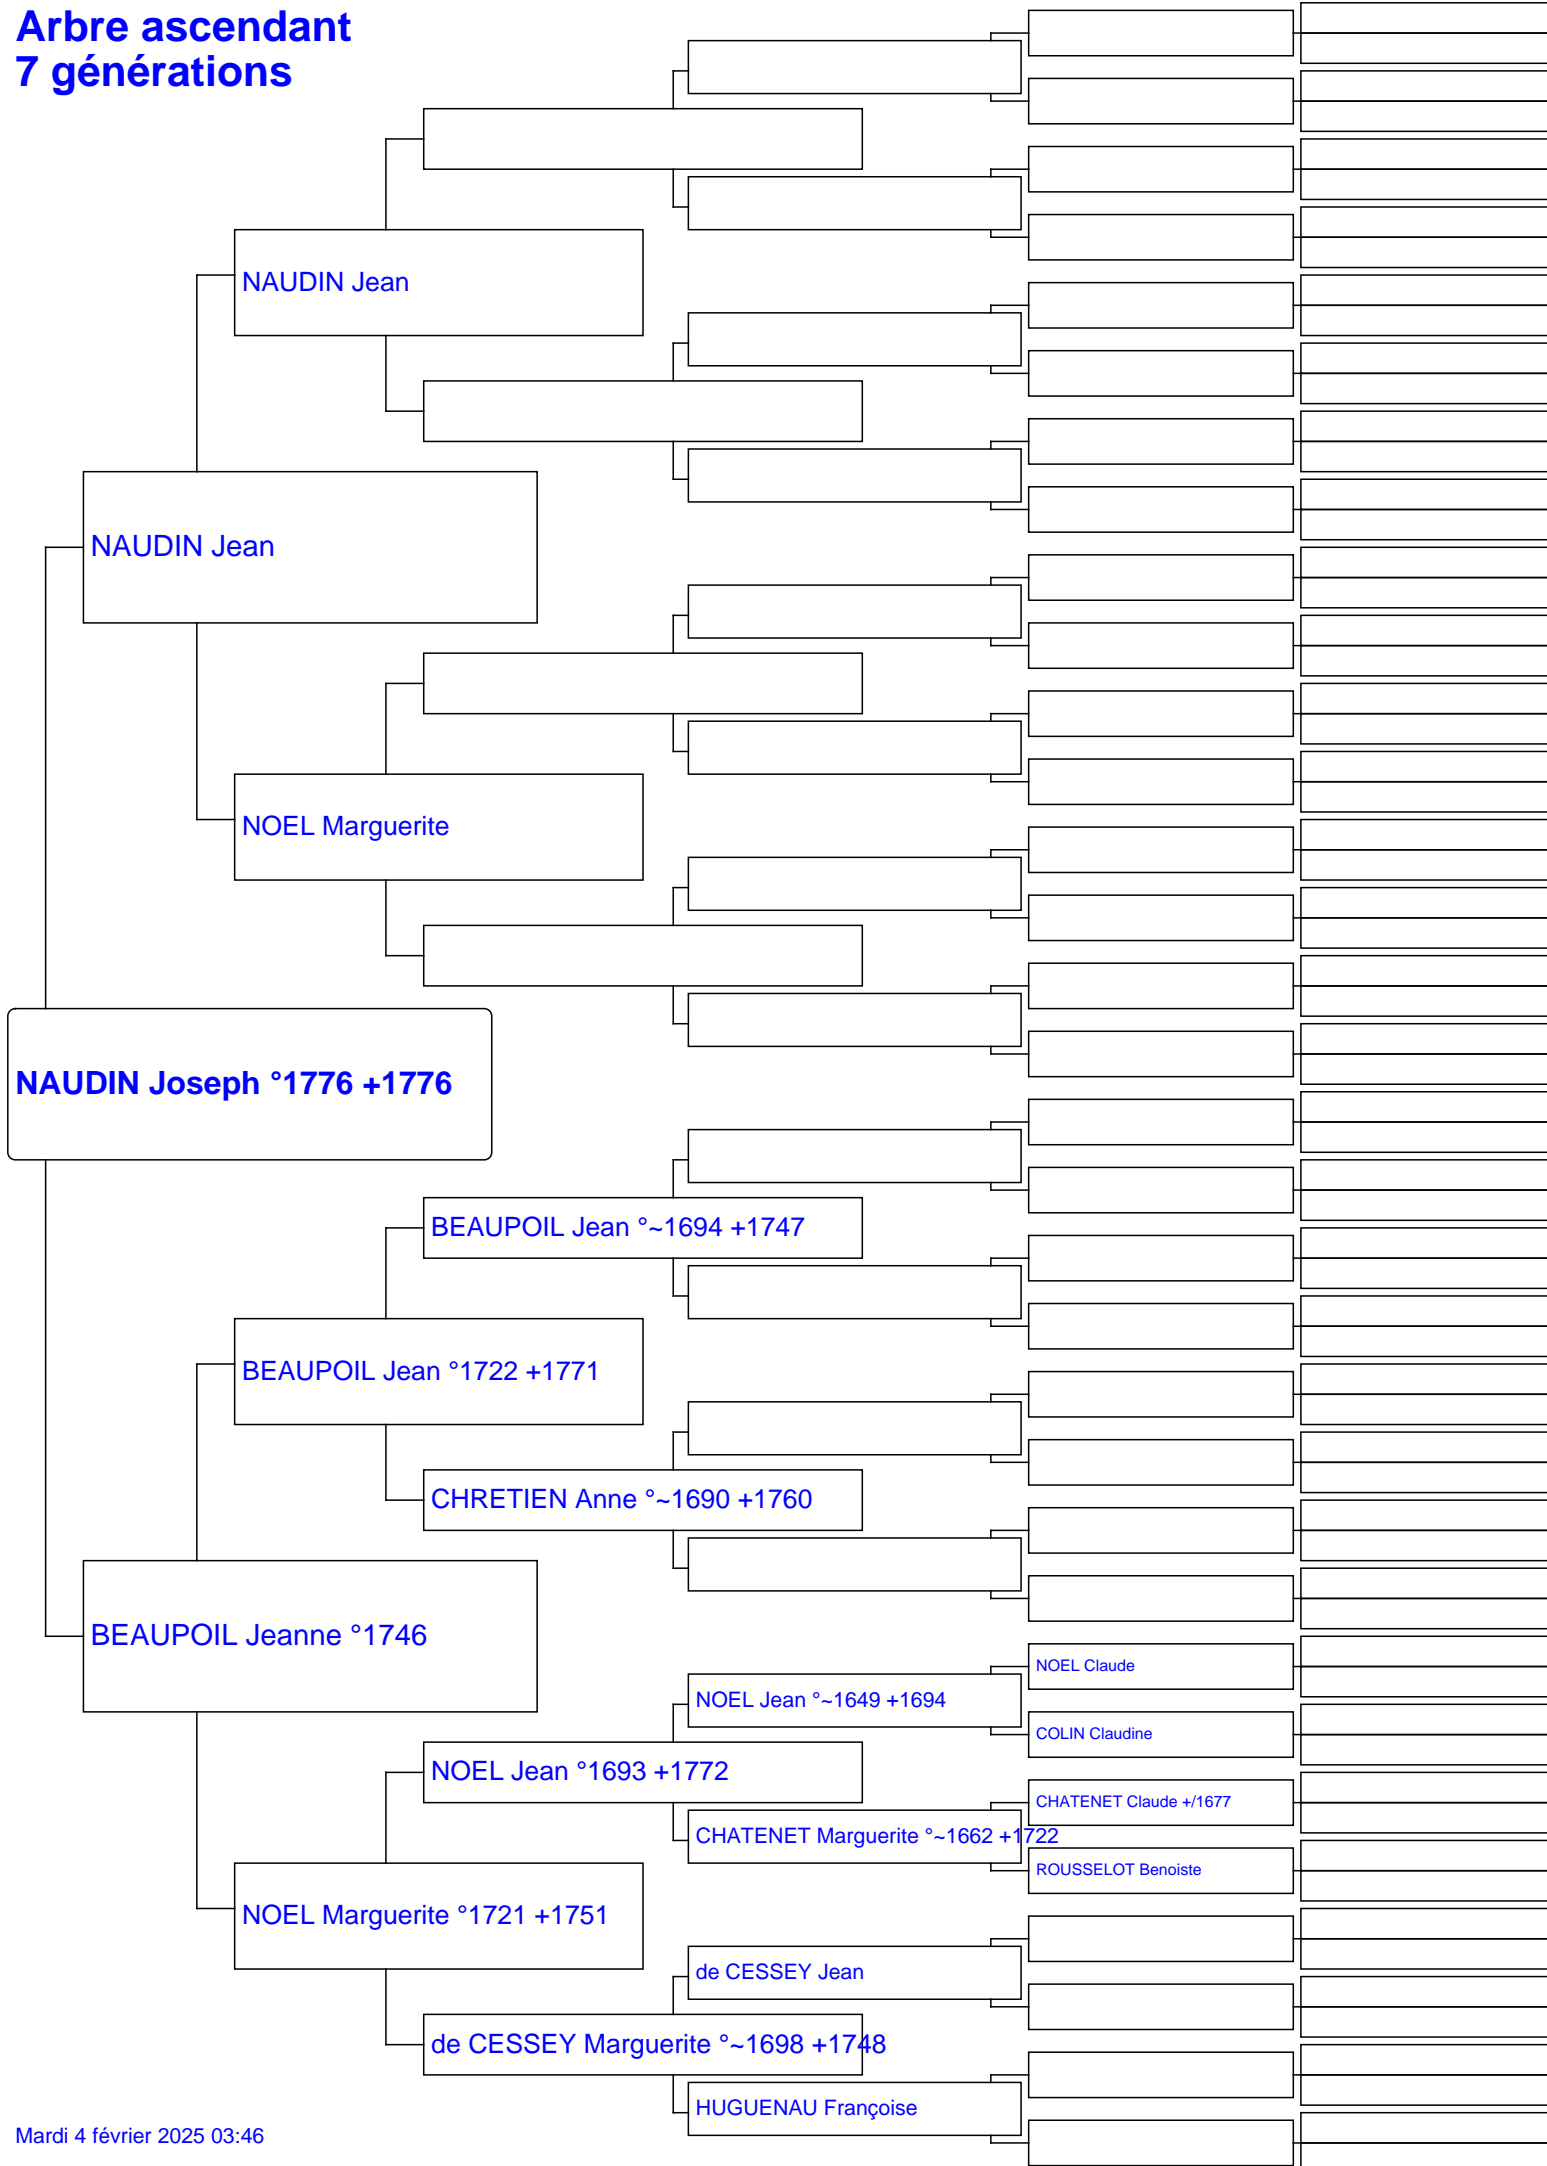 Arbre ascendant
7 générations
NAUDIN Jean
NAUDIN Jean
NOEL Marguerite
NAUDIN Joseph °1776 +1776
BEAUPOIL Jean °~1694 +1747
BEAUPOIL Jean °1722 +1771
CHRETIEN Anne °~1690 +1760
BEAUPOIL Jeanne °1746
NOEL Claude
NOEL Jean °~1649 +1694
COLIN Claudine
NOEL Jean °1693 +1772
CHATENET Claude +/1677
CHATENET Marguerite °~1662 +1722
ROUSSELOT Benoiste
NOEL Marguerite °1721 +1751
de CESSEY Jean
de CESSEY Marguerite °~1698 +1748
HUGUENAU Françoise
Mardi 4 février 2025 03:46